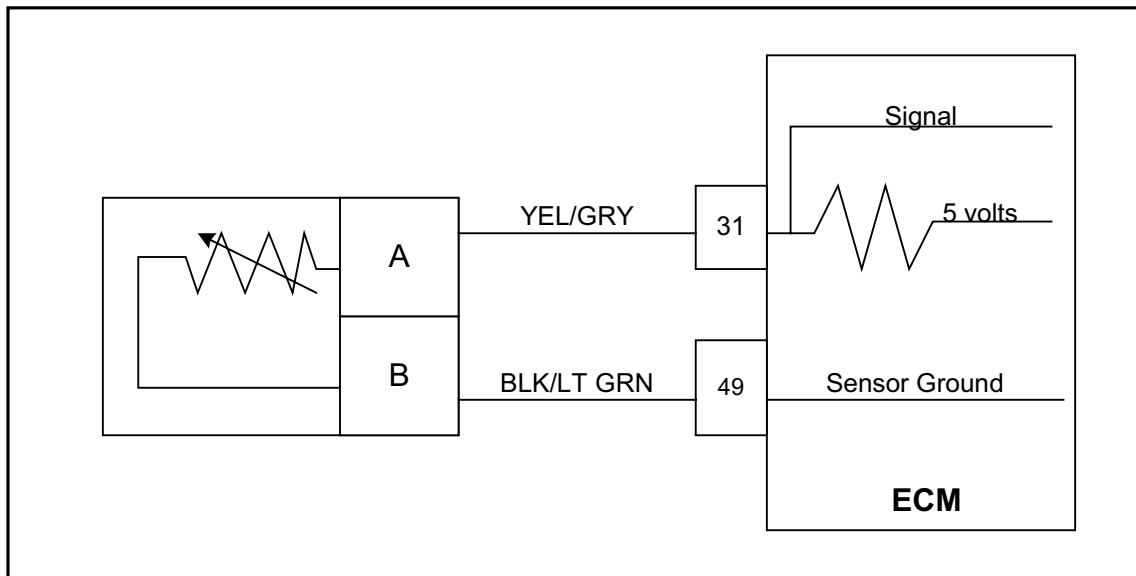 Signal
YEL/GRY
31
5 volts
A
B
BLK/LT GRN
49
Sensor Ground
ECM